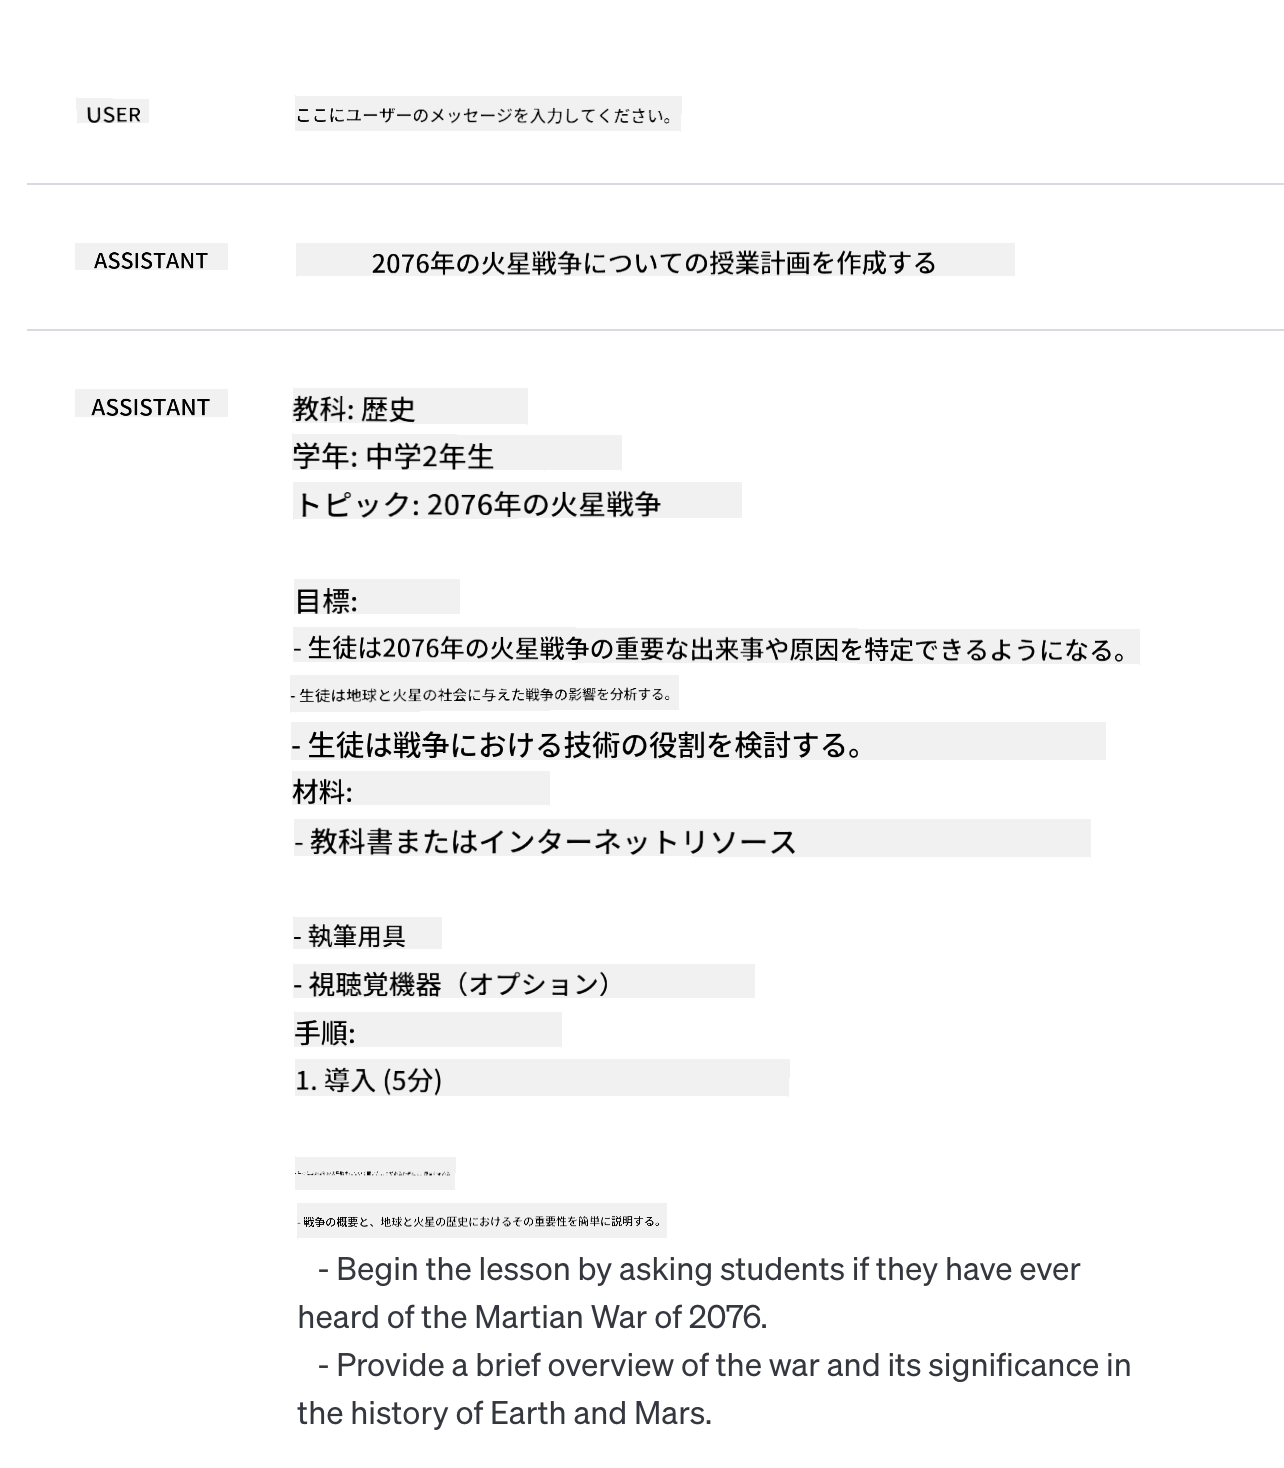 USER
ここにユーザーのメッセージを入力してください。
ASSISTANT
2076年の火星戦争についての授業計画を作成する
ASSISTANT
教科: 歴史
学年: 中学2年生
トピック: 2076年の火星戦争
目標:
- 生徒は2076年の火星戦争の重要な出来事や原因を特定できるようになる。
- 生徒は地球と火星の社会に与えた戦争の影響を分析する。
- 生徒は戦争における技術の役割を検討する。
材料:
- 教科書またはインターネットリソース
- 執筆用具
- 視聴覚機器（オプション）
手順:
1. 導入 (5分)
- 戦争の概要と、地球と火星の歴史におけるその重要性を簡単に説明する。
- Begin the lesson by asking students if they have ever
heard of the Martian War of 2076.
- Provide a brief overview of the war and its significance in
the history of Earth and Mars.